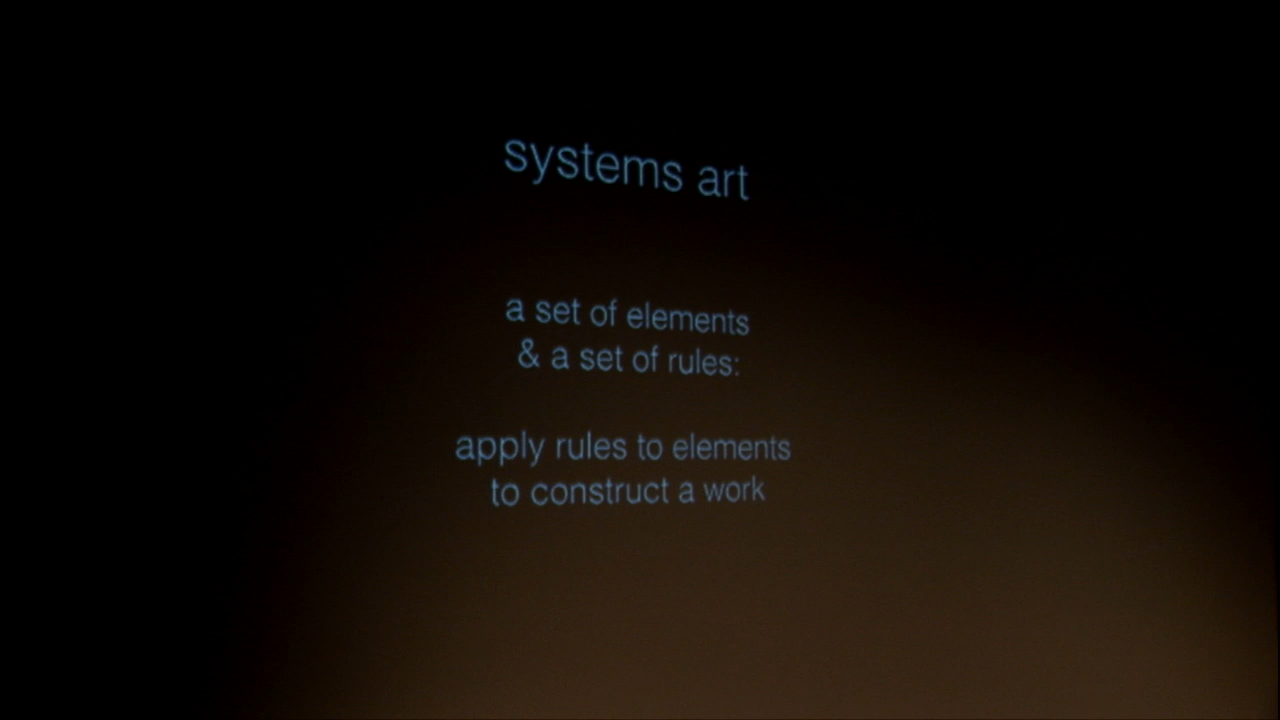 systems art
a set of elements
& a set of rules:
apply rules to elements
to construct a work